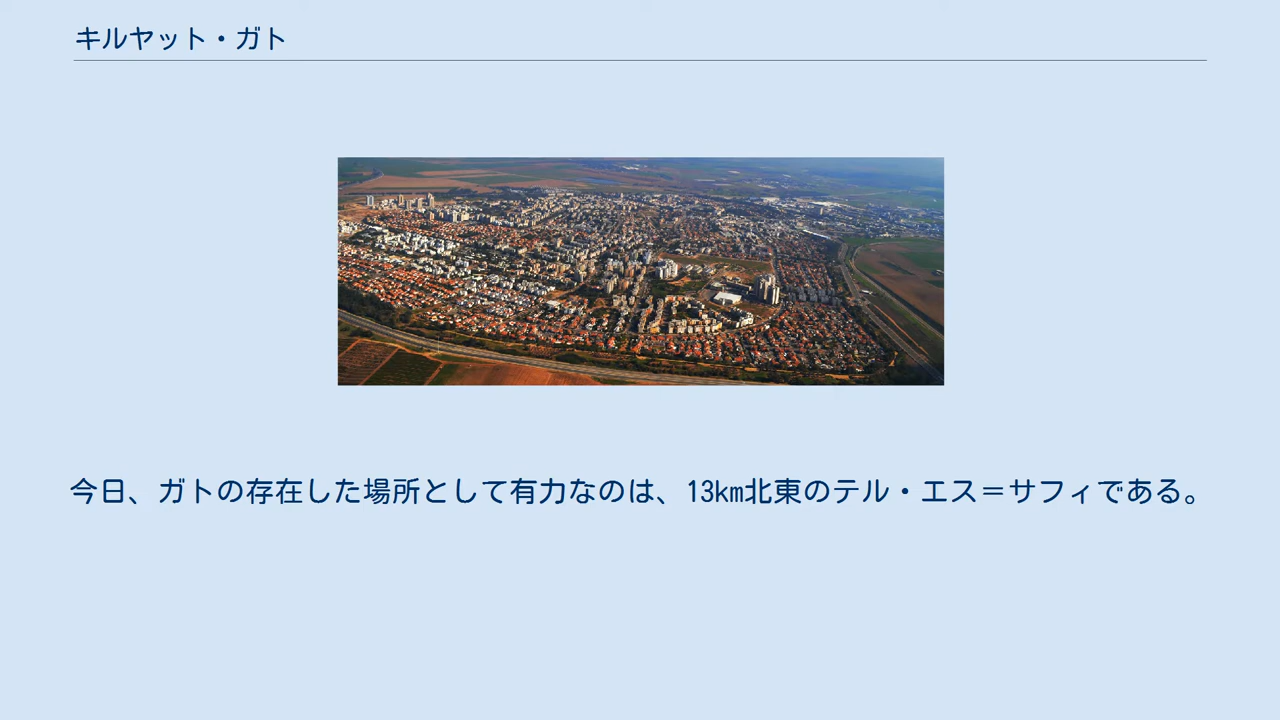 キルヤット・ガト
今日、ガトの存在した場所として有力なのは、13km北東のテル・エス＝サフィである。